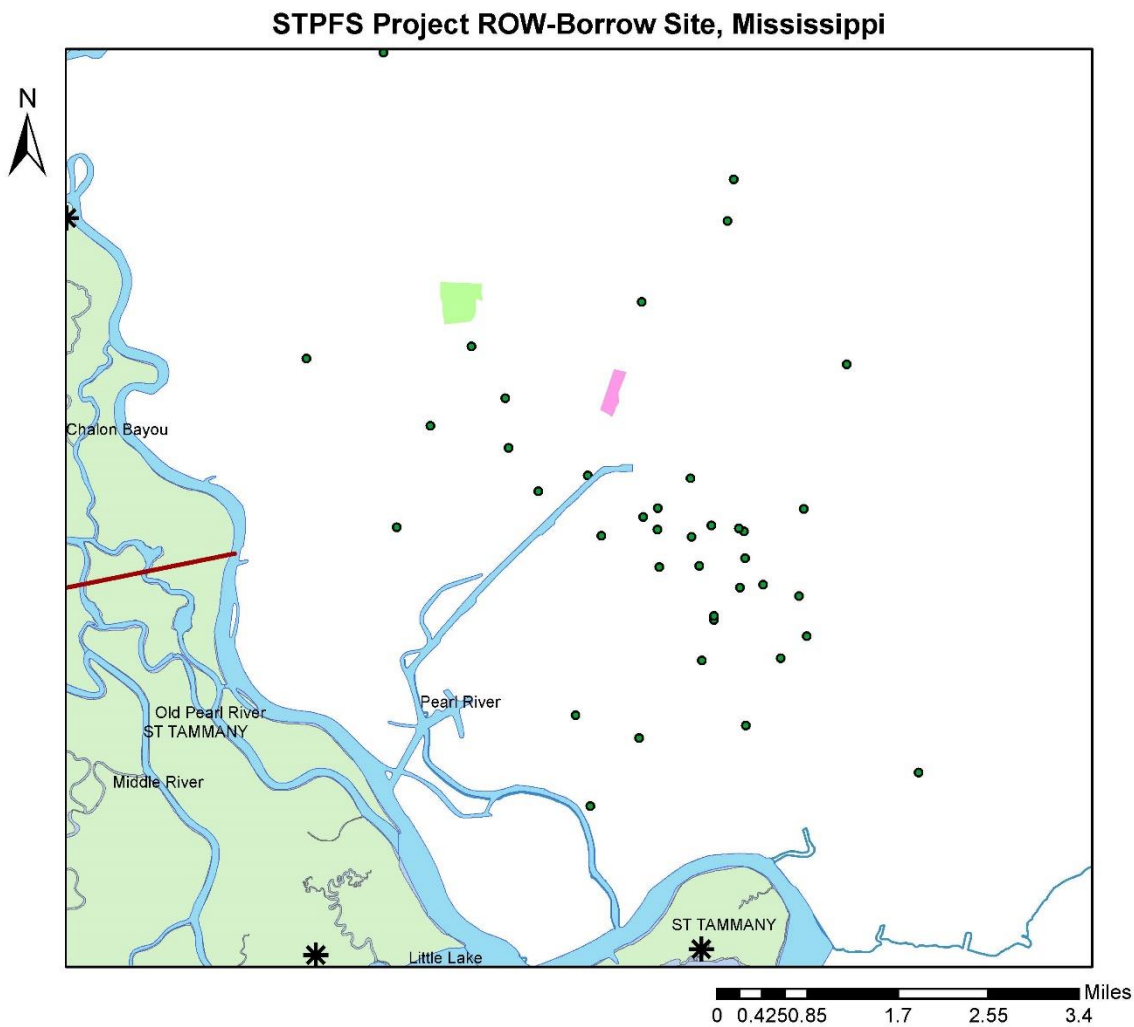 STPFS Project ROW-Borrow Site, Mississippi
N
Chalon Bayou
Pearl River
Old Pearl River
ST TAMMANY
Middle River
ST TAMMANY
Little Lake
Miles
0 0.4250.85 1.7 2.55 3.4